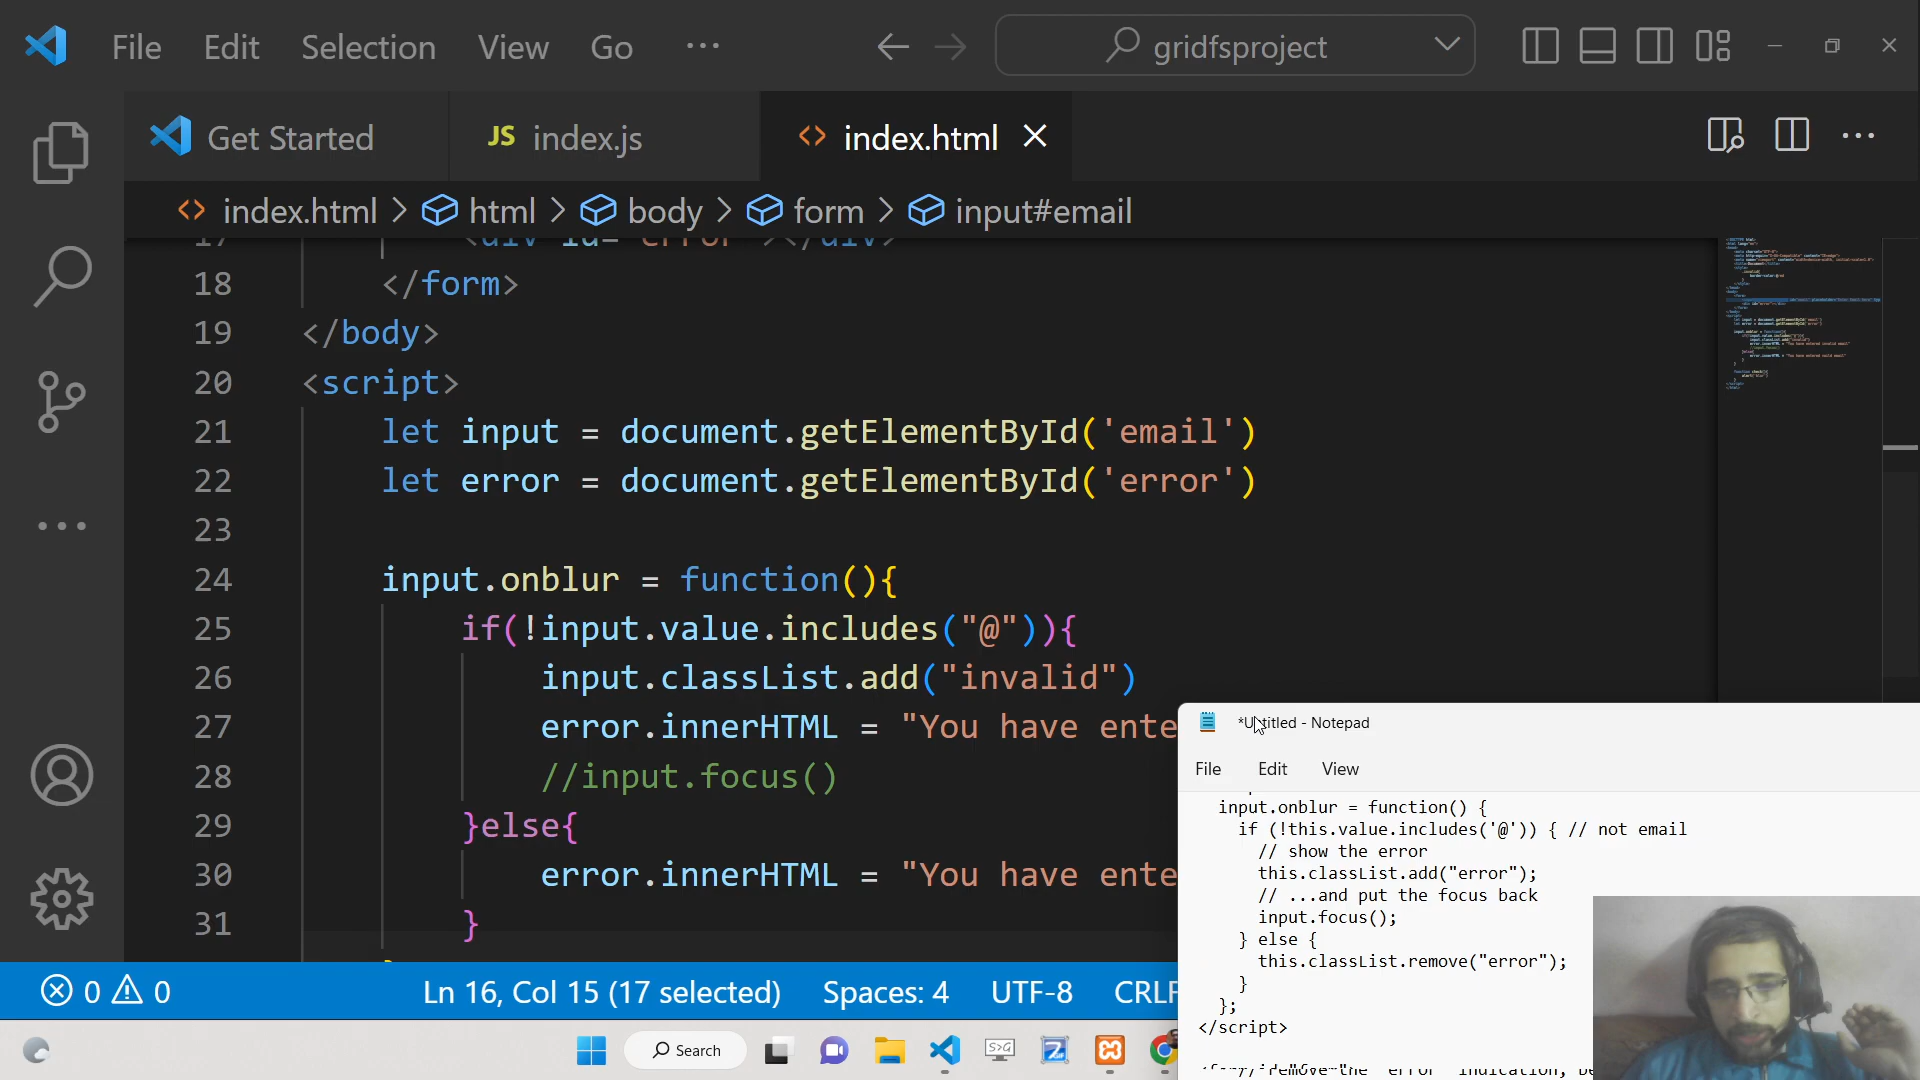 File Edit Selection View Go ... gridfsproject
Get Started JS index.js <> index.html
<> index.html > html > body > form > input#email
17 <div id="error"></div>
18 </form>
19 </body>
20 <script>
21 let input = document.getElementById('email')
22 let error = document.getElementById('error')
23
24 input.onblur = function(){
25 if(!input.value.includes("@")){
26 input.classList.add("invalid")
27 error.innerHTML = "You have ente
28 //input.focus()
29 }else{
30 error.innerHTML = "You have ente
31 }
*Untitled - Notepad
File Edit View
input.onblur = function() {
if (!this.value.includes('@')) { // not email
// show the error
this.classList.add("error");
// ...and put the focus back
input.focus();
} else {
this.classList.remove("error");
}
};
</script>
0 0 Ln 16, Col 15 (17 selected) Spaces: 4 UTF-8 CRLF
Search